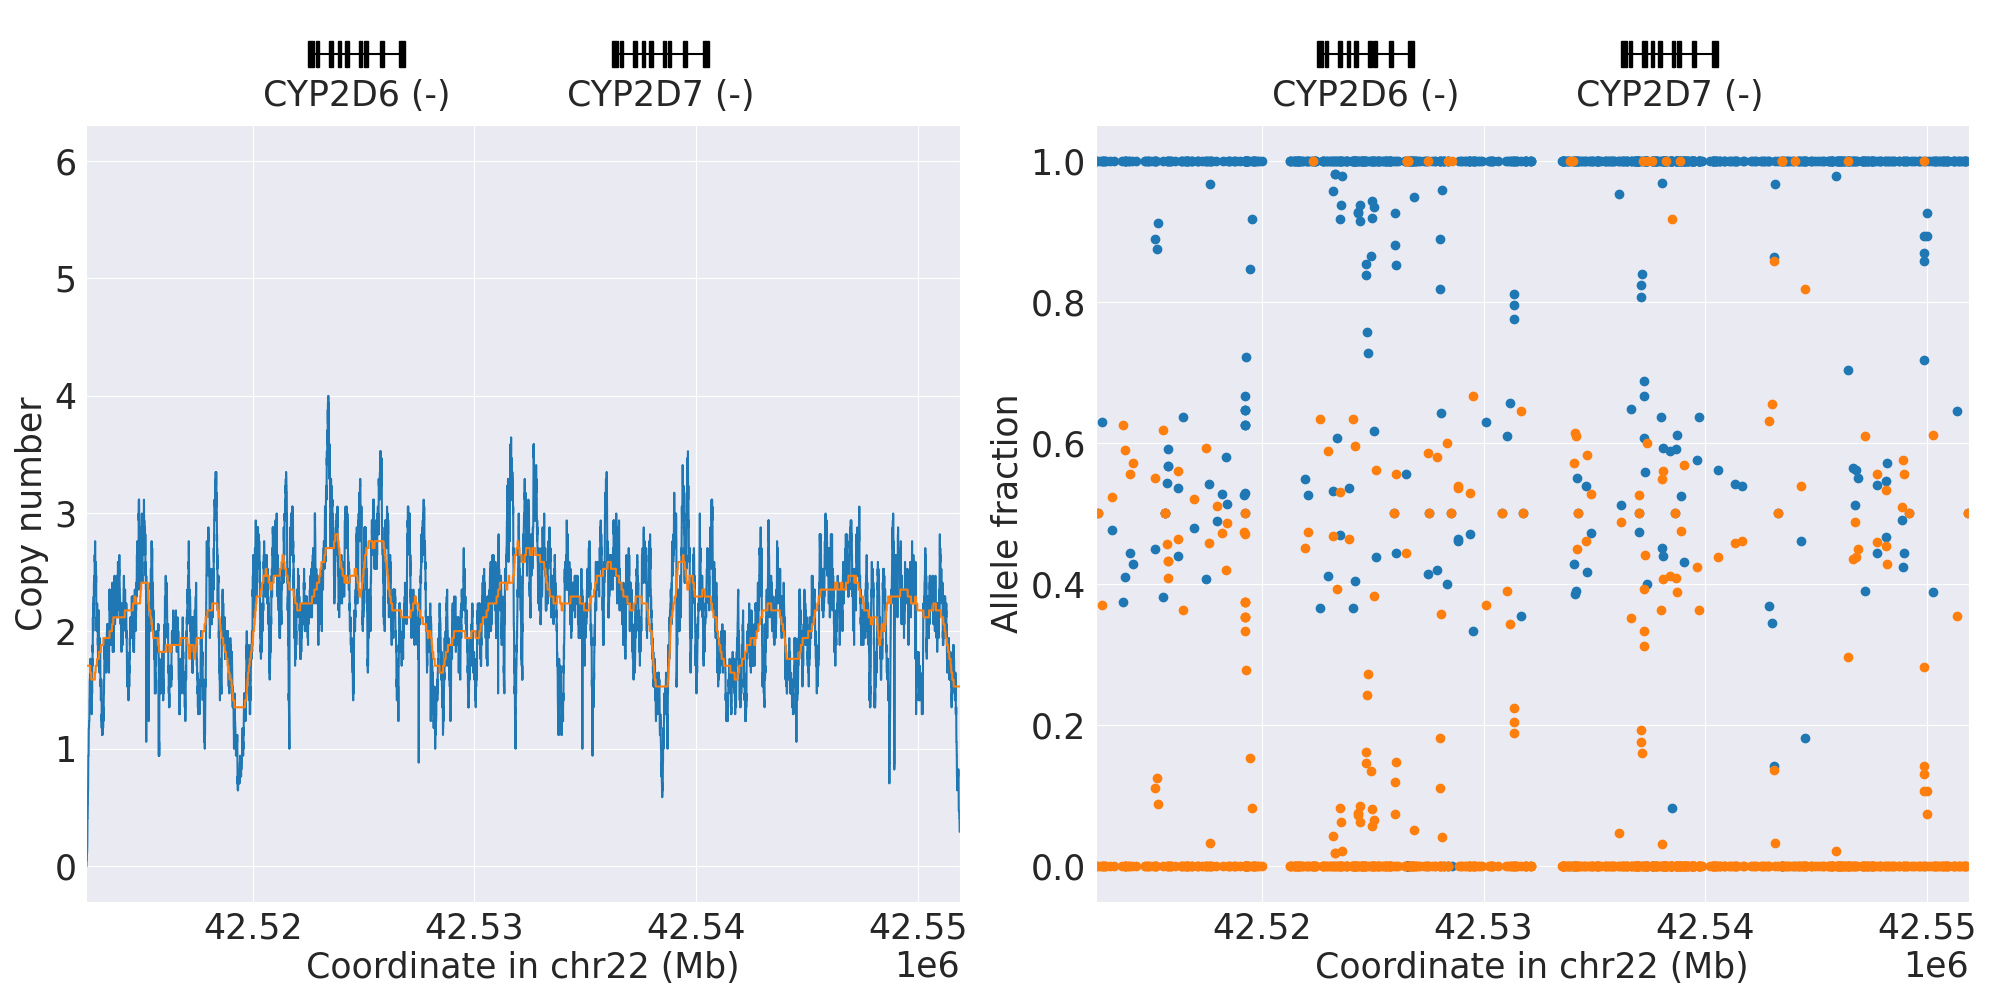 CYP2D6 (-) CYP2D7 (-)
CYP2D6 (-) CYP2D7 (-)
Copy number
6
5
4
3
2
1
0
42.52 42.53 42.54 42.55
Coordinate in chr22 (Mb) 1e6
Allele fraction
1.0
0.8
0.6
0.4
0.2
0.0
42.52 42.53 42.54 42.55
Coordinate in chr22 (Mb) 1e6